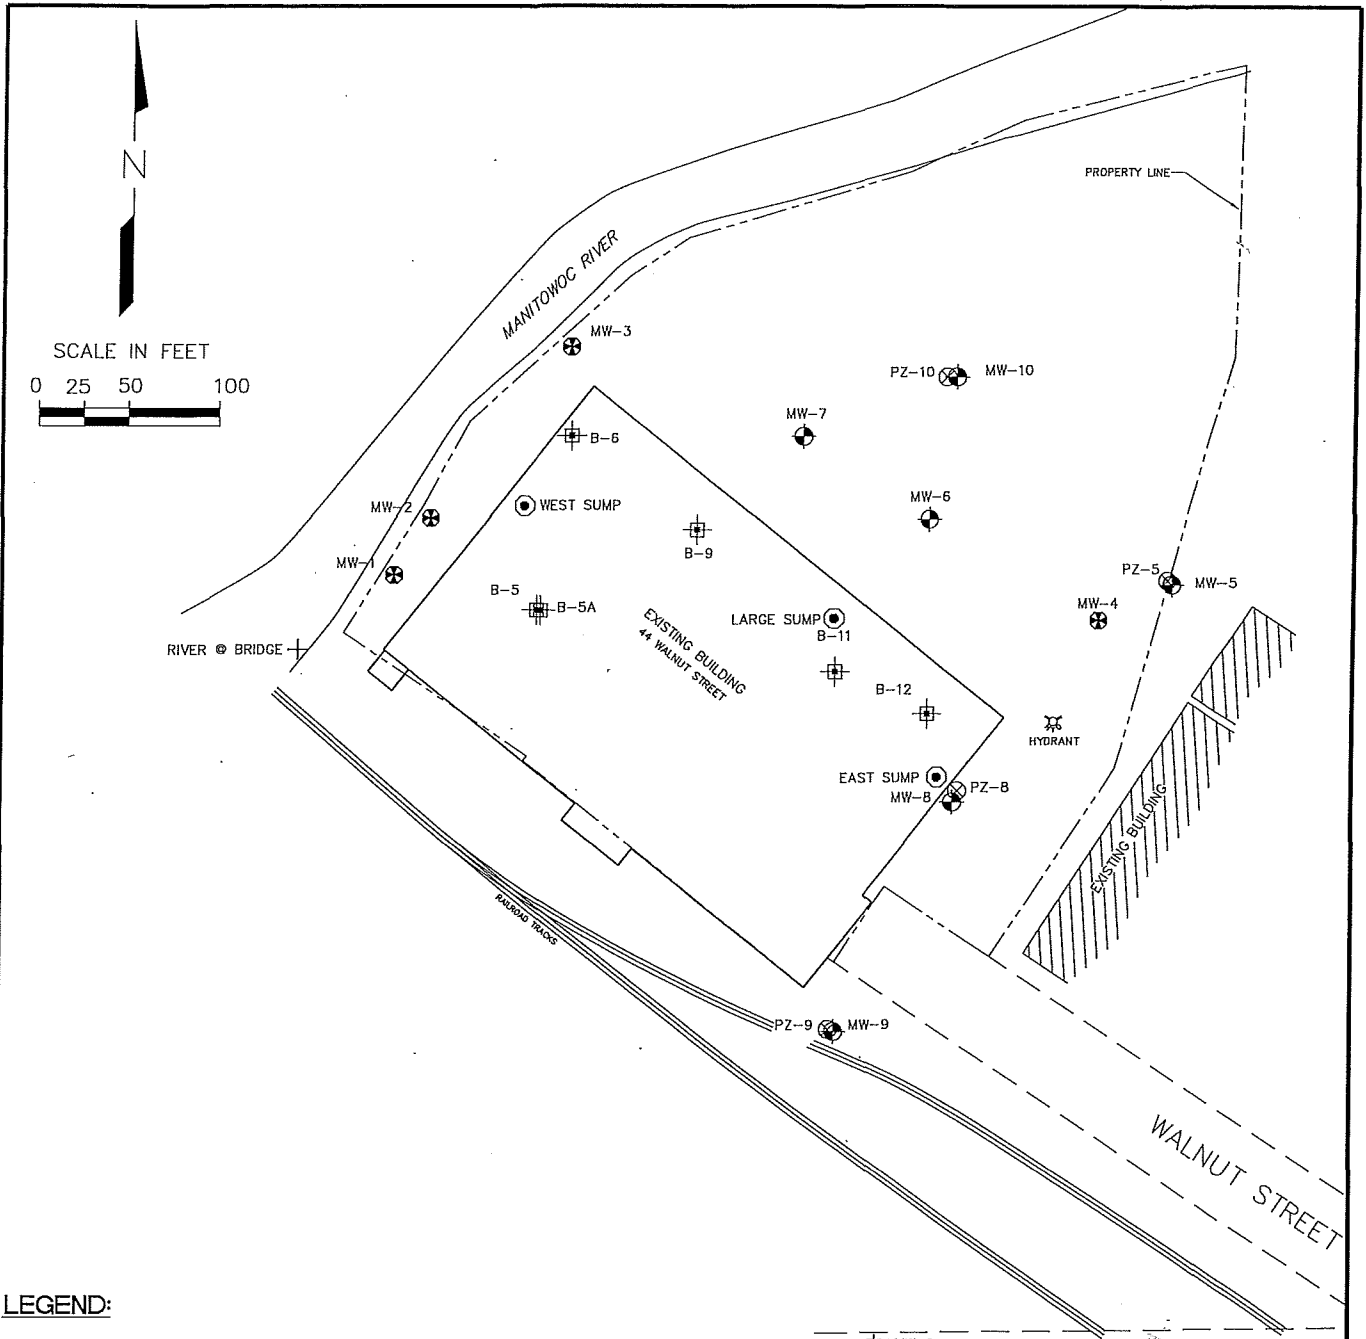 N
SCALE IN FEET
0 25 50 100
PROPERTY LINE
MANITOWOC RIVER
MW-3
PZ-10 MW-10
MW-7
B-6
MW-6
WEST SUMP
MW-2
B-9
MW-1
PZ-5 MW-5
B-5 B-5A
MW-4
LARGE SUMP
B-11
EXISTING BUILDING
44 WALNUT STREET
RIVER @ BRIDGE
B-12
HYDRANT
EAST SUMP
PZ-8
MW-8
EXISTING BUILDING
RAILROAD TRACKS
PZ-9 MW-9
WALNUT STREET
LEGEND: